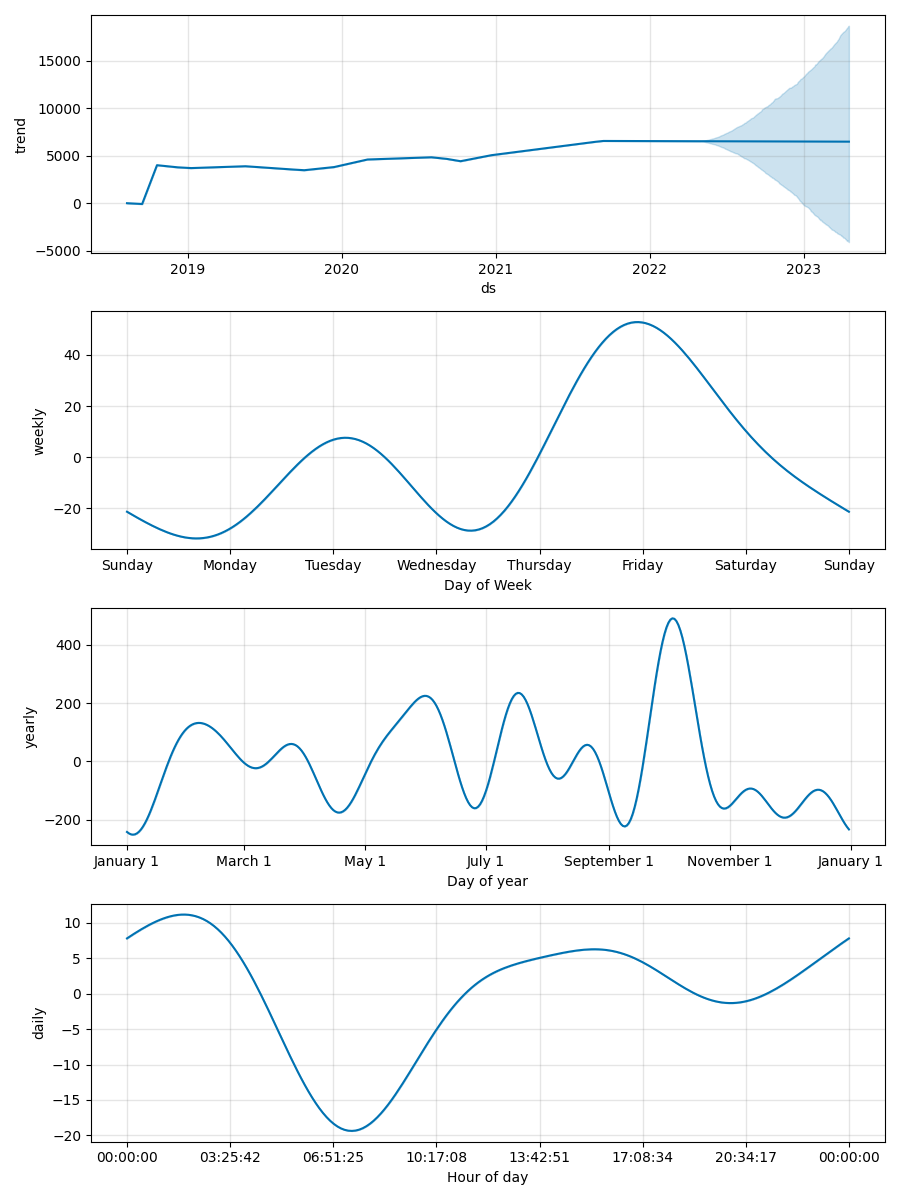 15000
10000
5000
0
−5000
trend
2019 2020 2021 2022 2023
ds
40
20
0
−20
weekly
Sunday Monday Tuesday Wednesday Thursday Friday Saturday Sunday
Day of Week
400
200
0
−200
yearly
January 1 March 1 May 1 July 1 September 1 November 1 January 1
Day of year
10
5
0
−5
−10
−15
−20
daily
00:00:00 03:25:42 06:51:25 10:17:08 13:42:51 17:08:34 20:34:17 00:00:00
Hour of day